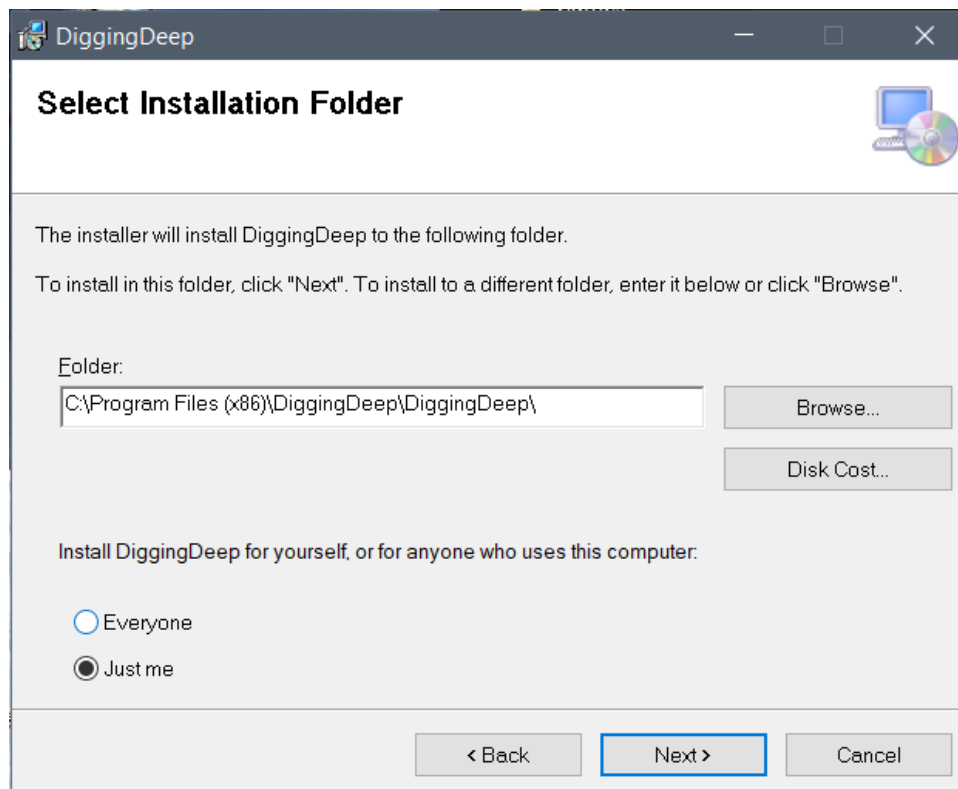 DiggingDeep
Select Installation Folder
The installer will install DiggingDeep to the following folder.
To install in this folder, click "Next". To install to a different folder, enter it below or click "Browse".
Folder:
C:\Program Files (x86)\DiggingDeep\DiggingDeep\
Browse...
Disk Cost...
Install DiggingDeep for yourself, or for anyone who uses this computer:
Everyone
Just me
< Back
Next >
Cancel